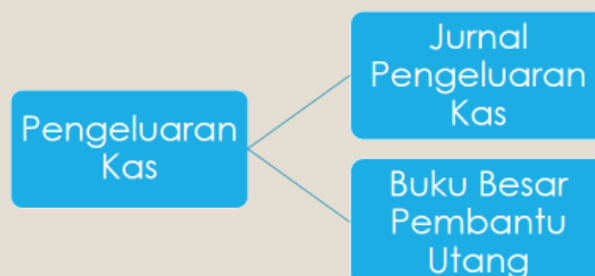 Pengeluaran
Kas
Jurnal
Pengeluaran
Kas
Buku Besar
Pembantu
Utang